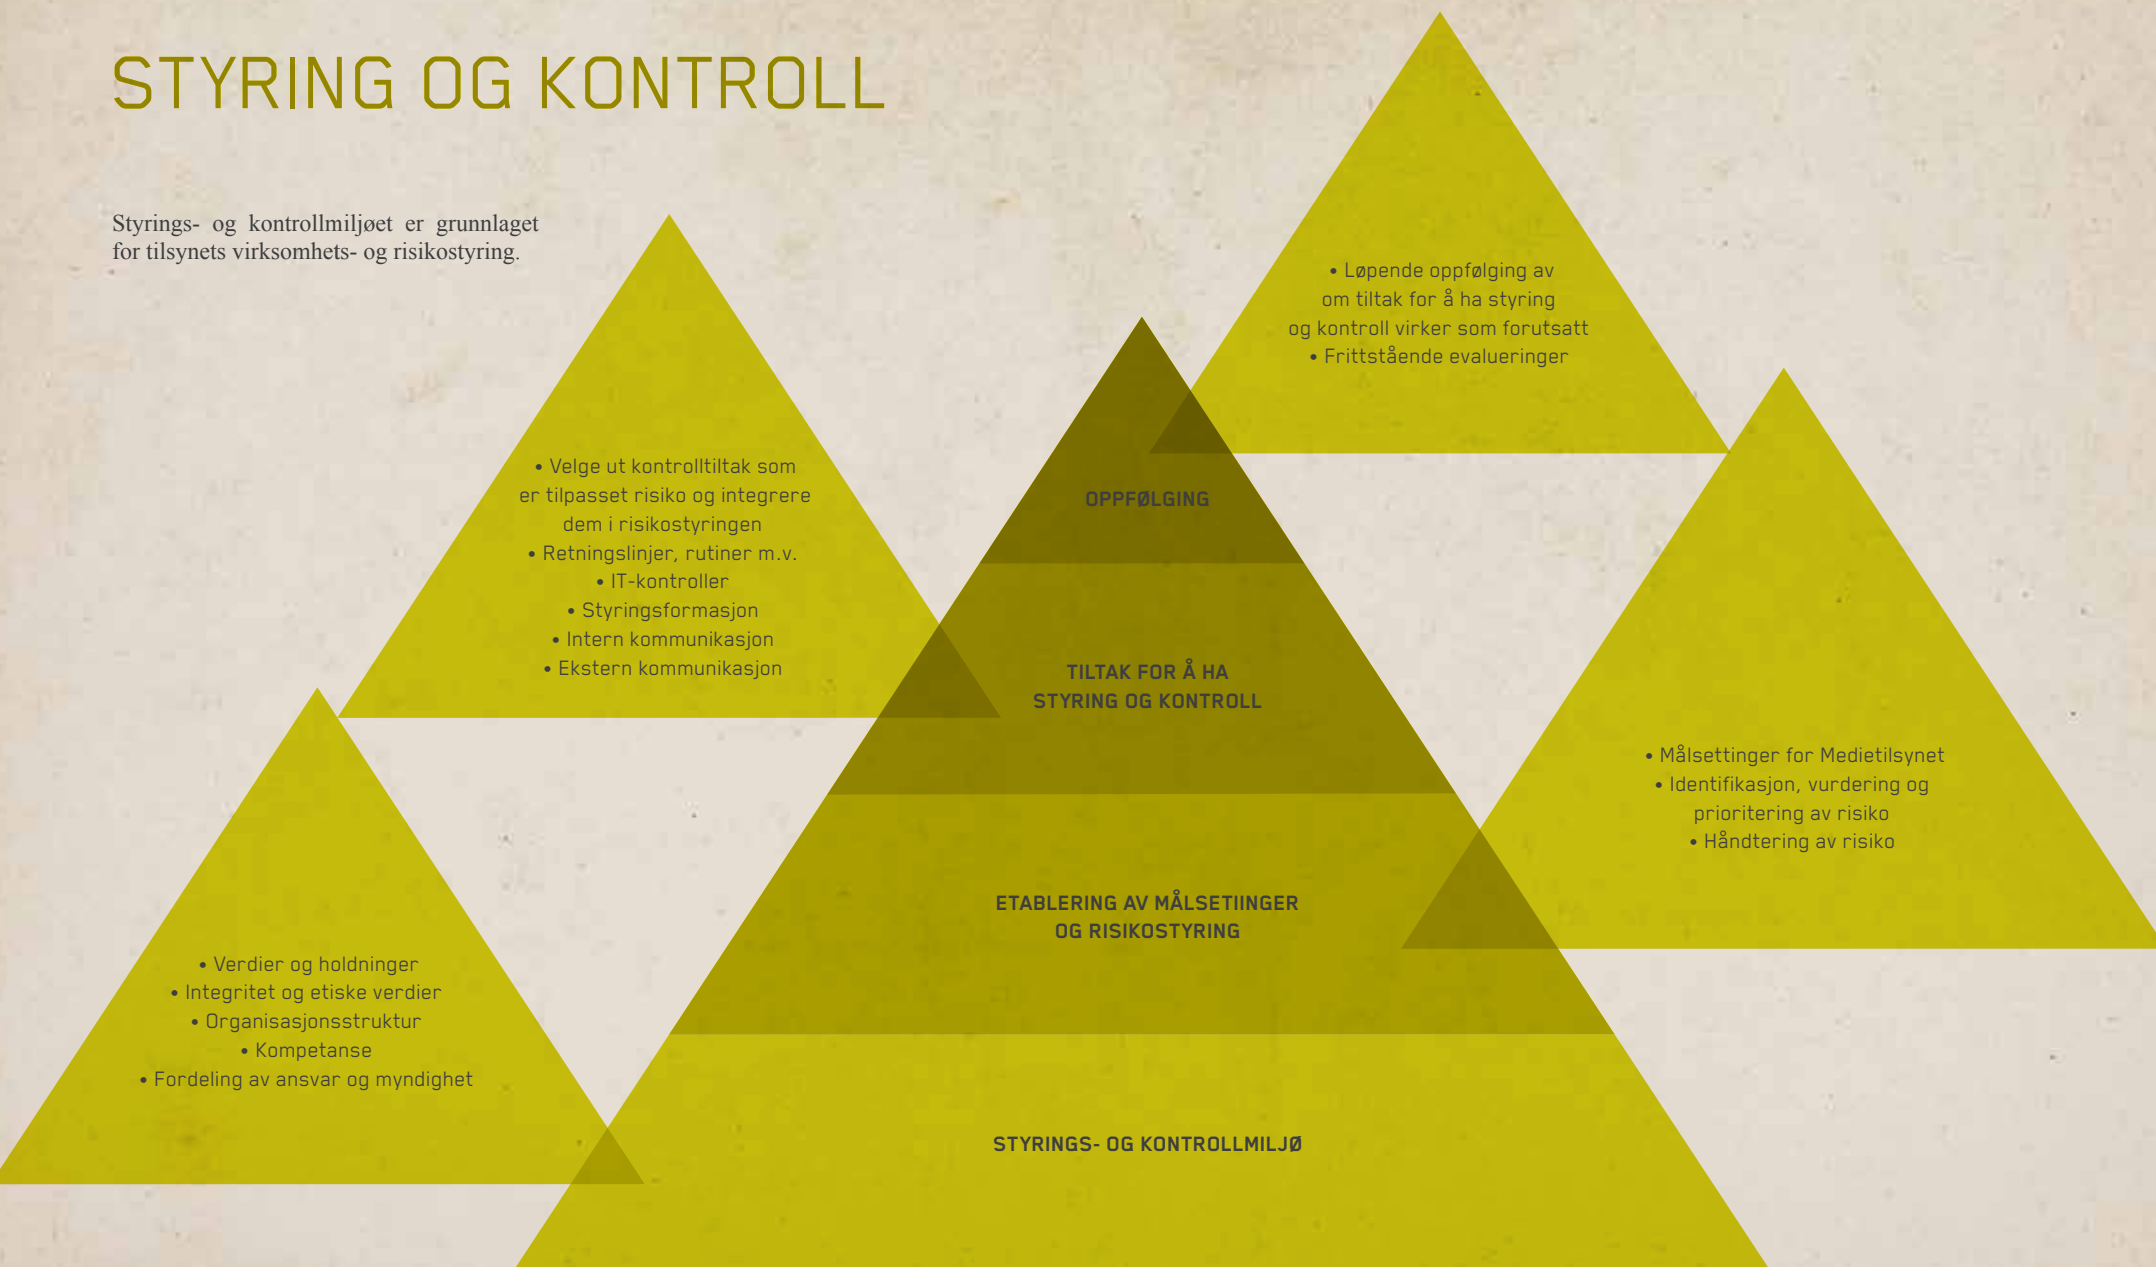 STYRING OG KONTROLL
Styrings- og kontrollmiljøet er grunnlaget
for tilsynets virksomhets- og risikostyring.
• Løpende oppfølging av
om tiltak for å ha styring
og kontroll virker som forutsatt
• Frittstående evalueringer
• Velge ut kontrolltiltak som
er tilpasset risiko og integrere
dem i risikostyringen
• Retningslinjer, rutiner m.v.
• IT-kontroller
• Styringsformasjon
• Intern kommunikasjon
• Ekstern kommunikasjon
OPPFØLGING
TILTAK FOR Å HA
STYRING OG KONTROLL
• Målsettinger for Medietilsynet
• Identifikasjon, vurdering og
prioritering av risiko
• Håndtering av risiko
ETABLERING AV MÅLSETIINGER
OG RISIKOSTYRING
• Verdier og holdninger
• Integritet og etiske verdier
• Organisasjonsstruktur
• Kompetanse
• Fordeling av ansvar og myndighet
STYRINGS- OG KONTROLLMILJØ